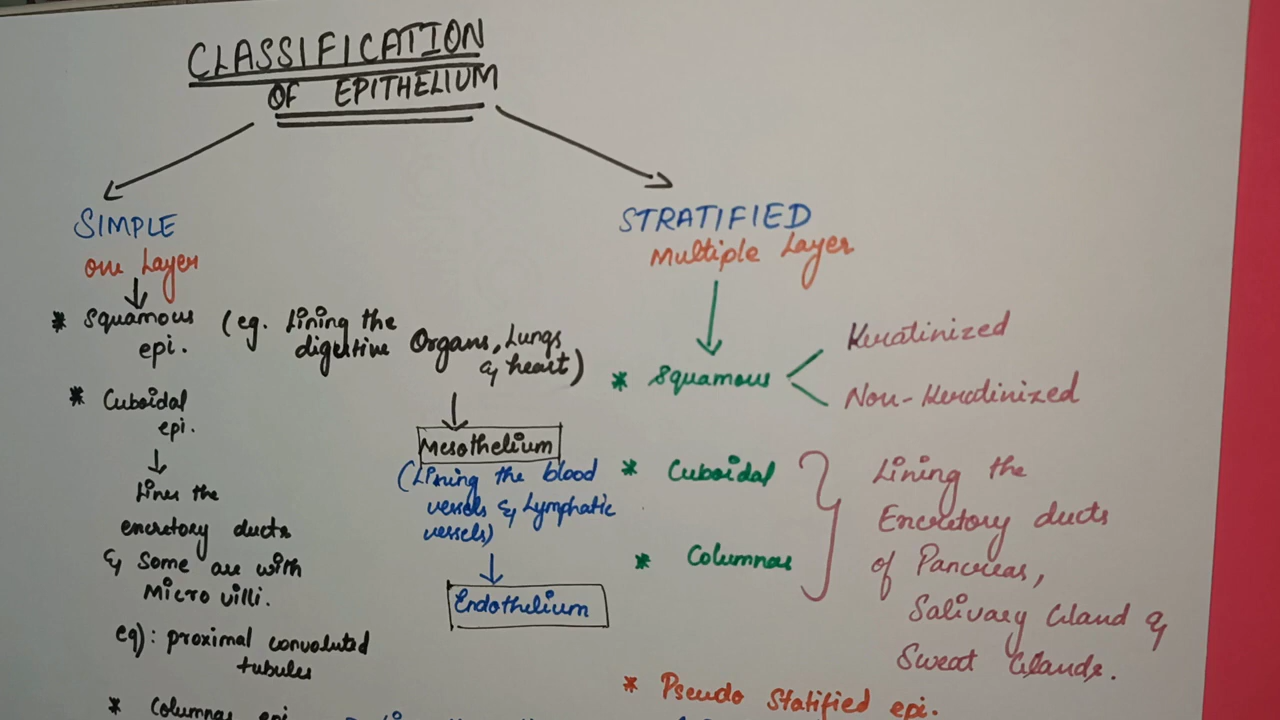 CLASSIFICATION
OF EPITHELIUM
SIMPLE
one Layer
* Squamous epi.
(eg. Lining the digestive Organs, Lungs & heart)
Mesothelium
(Lining the blood
vessels & Lymphatic
vessels)
Endothelium
* Cuboidal
epi.
Lines the
encretory ducts
& Some are with
Micro villi.
eg): proximal convoluted
tubules
* Columnar epi
STRATIFIED
Multiple Layer
* Squamous
Keratinized
Non-Keratinized
* Cuboidal
* Columnar
Lining the
Encretory ducts
of Pancreas,
Salivary Gland &
Sweat Glands.
* Pseudo Statified epi.